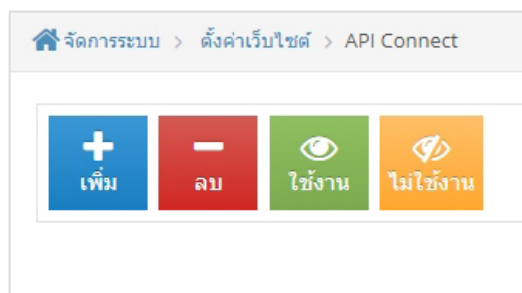 จัดการระบบ > ตั้งค่าเว็บไซต์ > API Connect
เพิ่ม ลบ ใช้งาน ไม่ใช้งาน